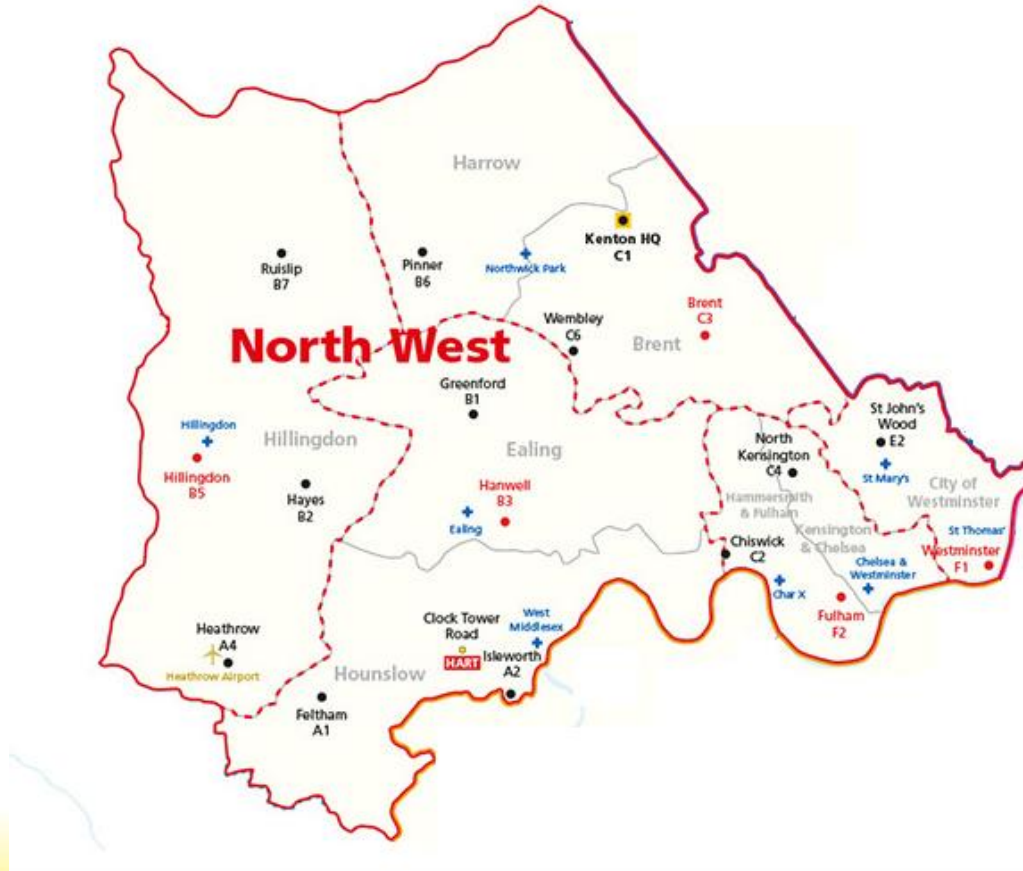 Harrow
Kenton HQ
C1
Northwick Park
Ruislip
B7
Pinner
B6
Brent
C3
Wembley
C6
Brent
North West
Greenford
B1
St John's
Wood
E2
Hillingdon
Hillingdon
Hillingdon
B5
Ealing
North
Kensington
C4
St Mary's
City of
Westminster
Hayes
B2
Hanwell
B3
Ealing
Hammersmith
& Fulham
Kensington
& Chelsea
St Thomas'
Westminster
F1
Chiswick
C2
Chelsea &
Westminster
Char X
Fulham
F2
Heathrow
A4
Heathrow Airport
Clock Tower
Road
HART
West
Middlesex
Isleworth
A2
Hounslow
Feltham
A1